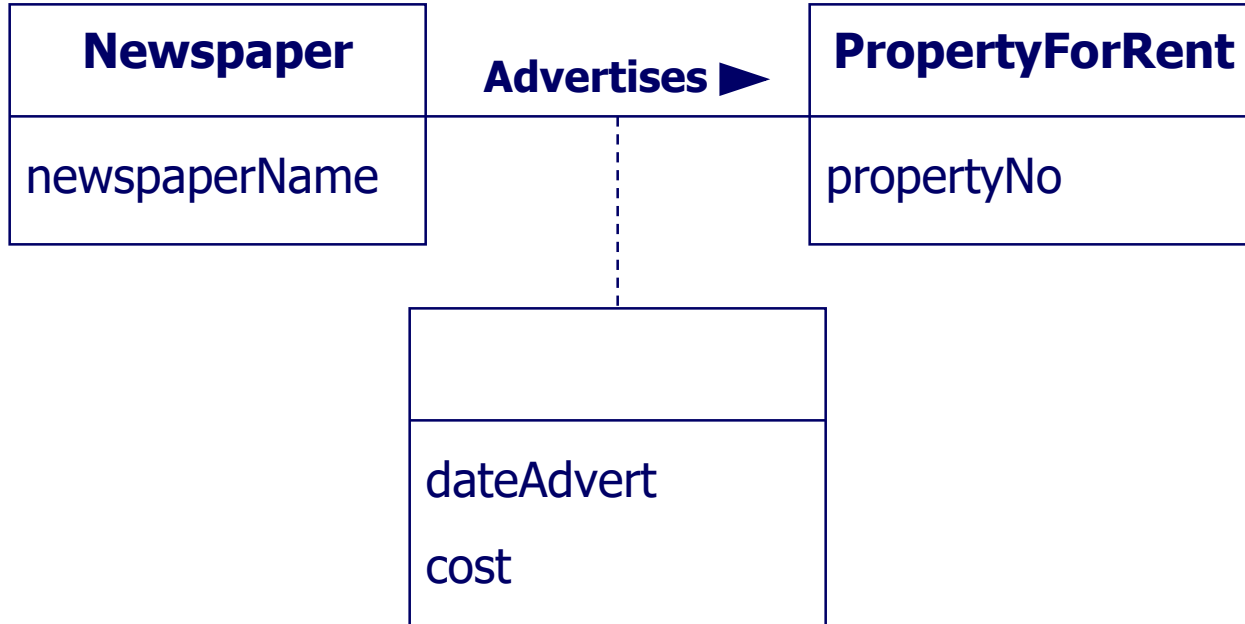 Newspaper
Advertises ►
PropertyForRent
newspaperName
propertyNo
dateAdvert
cost